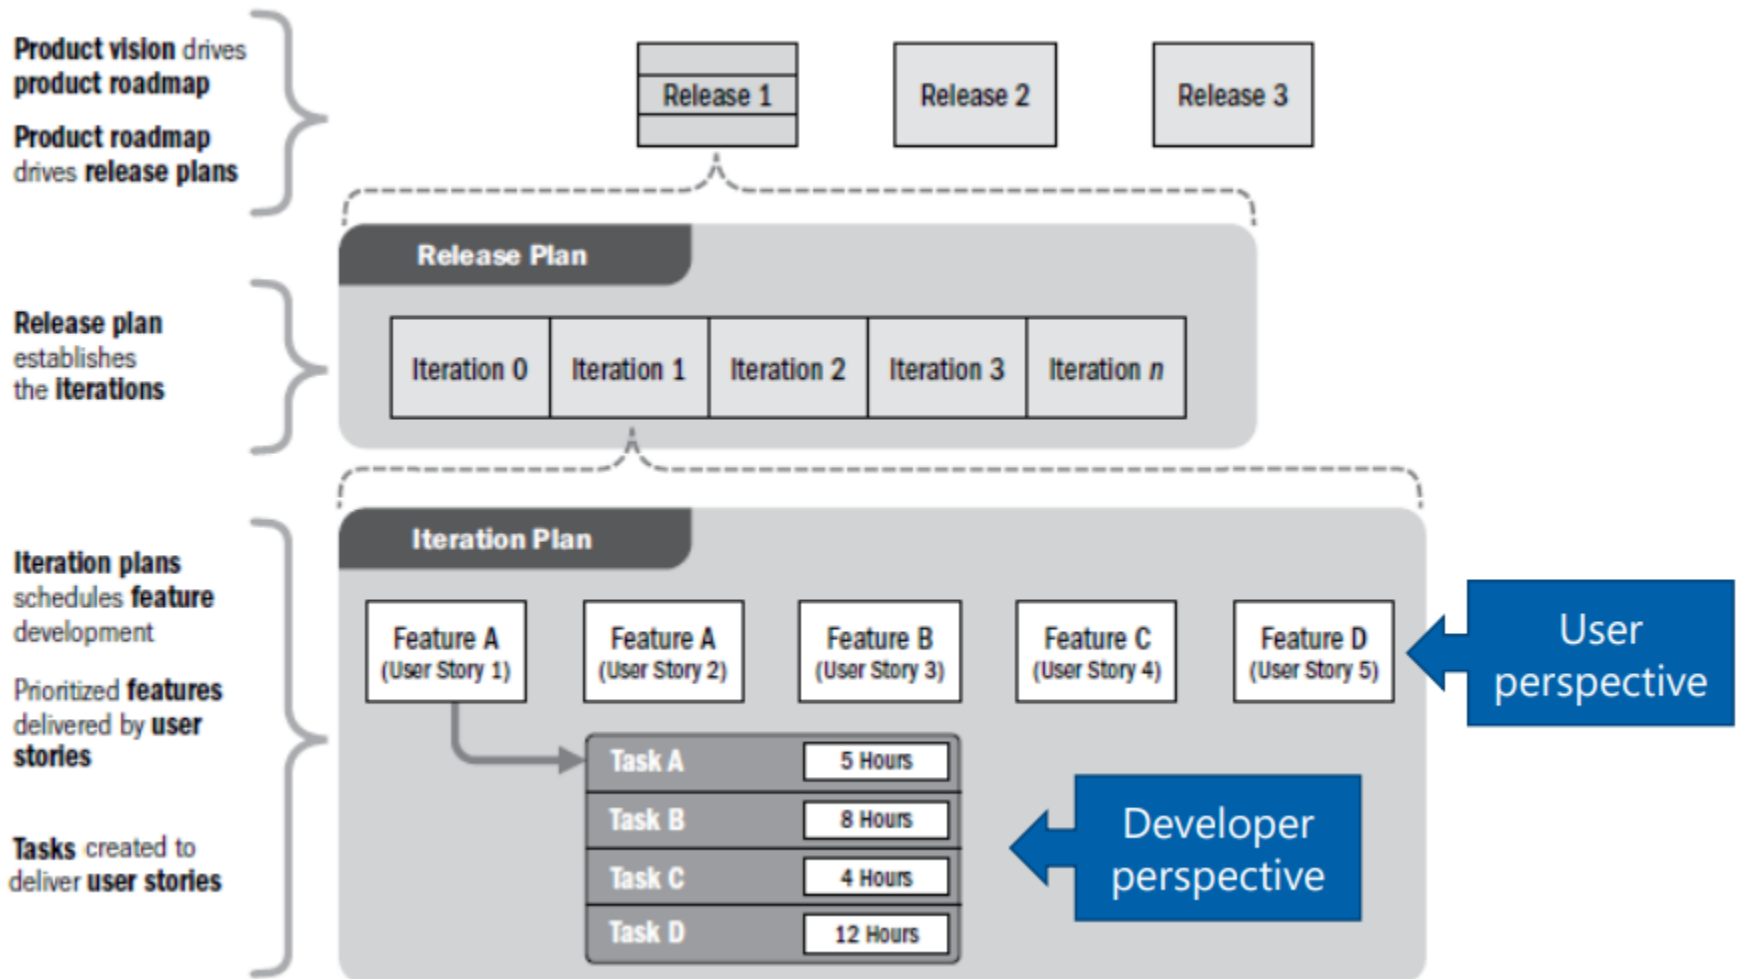 Product vision drives
product roadmap
Product roadmap
drives release plans
Release 1
Release 2
Release 3
Release Plan
Release plan
establishes
the iterations
Iteration 0
Iteration 1
Iteration 2
Iteration 3
Iteration n
Iteration Plan
Iteration plans
schedules feature
development
Prioritized features
delivered by user
stories
Tasks created to
deliver user stories
Feature A
(User Story 1)
Feature A
(User Story 2)
Feature B
(User Story 3)
Feature C
(User Story 4)
Feature D
(User Story 5)
User
perspective
Task A 5 Hours
Task B 8 Hours
Task C 4 Hours
Task D 12 Hours
Developer
perspective